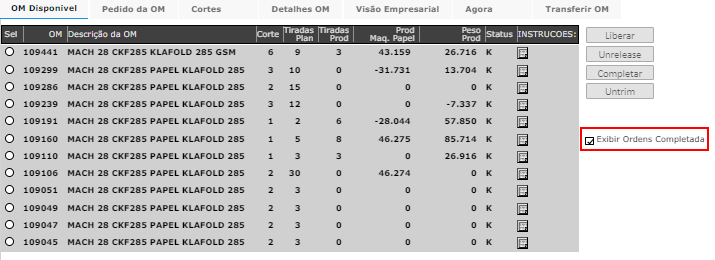 OM Disponível Pedido da OM Cortes Detalhes OM Visão Empresarial Agora Transferir OM
Sel OM Descrição da OM Corte Tiradas Plan Tiradas Prod Prod Maq. Papel Peso Prod Status INSTRUCOES:
109441 MACH 28 CKF285 KLAFOLD 285 GSM 6 9 3 43.159 26.716 K
109299 MACH 28 CKF285 PAPEL KLAFOLD 285 3 10 0 -31.731 13.704 K
109286 MACH 28 CKF285 PAPEL KLAFOLD 285 2 15 0 0 0 K
109239 MACH 28 CKF285 PAPEL KLAFOLD 285 3 12 0 0 -7.337 K
109191 MACH 28 CKF285 PAPEL KLAFOLD 285 1 2 6 -28.044 57.850 K
109160 MACH 28 CKF285 PAPEL KLAFOLD 285 1 5 8 46.275 85.714 K
109110 MACH 28 CKF285 PAPEL KLAFOLD 285 1 3 3 0 26.916 K
109106 MACH 28 CKF285 PAPEL KLAFOLD 285 2 30 0 46.274 0 K
109051 MACH 28 CKF285 PAPEL KLAFOLD 285 2 3 0 0 0 K
109049 MACH 28 CKF285 PAPEL KLAFOLD 285 2 3 0 0 0 K
109047 MACH 28 CKF285 PAPEL KLAFOLD 285 2 3 0 0 0 K
109045 MACH 28 CKF285 PAPEL KLAFOLD 285 2 3 0 0 0 K
Liberar
Unrelease
Completar
Untrim
Exibir Ordens Completada